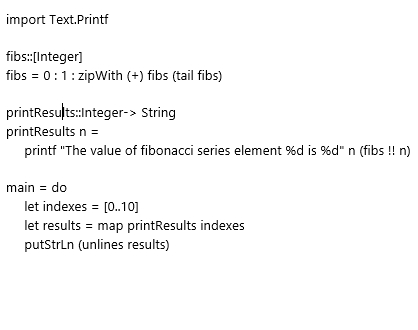 import Text.Printf
fibs::[Integer]
fibs = 0 : 1 : zipWith (+) fibs (tail fibs)
printResults::Integer-> String
printResults n =
printf "The value of fibonacci series element %d is %d" n (fibs !! n)
main = do
let indexes = [0..10]
let results = map printResults indexes
putStrLn (unlines results)